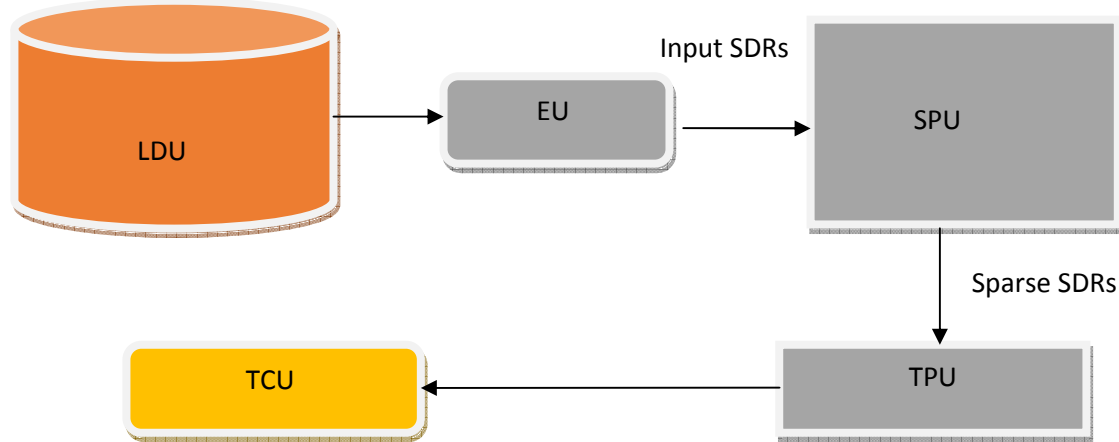 Input SDRs
LDU
EU
SPU
Sparse SDRs
TCU
TPU